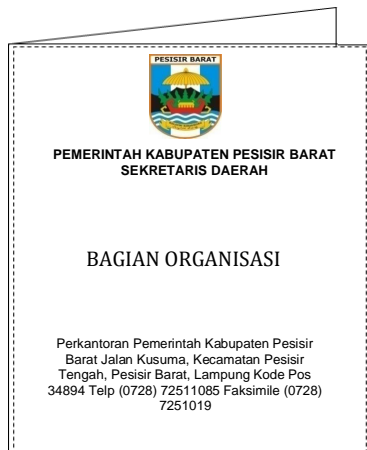 PESISIR BARAT
PEMERINTAH KABUPATEN PESISIR BARAT
SEKRETARIS DAERAH
BAGIAN ORGANISASI
Perkantoran Pemerintah Kabupaten Pesisir
Barat Jalan Kusuma, Kecamatan Pesisir
Tengah, Pesisir Barat, Lampung Kode Pos
34894 Telp (0728) 72511085 Faksimile (0728)
7251019